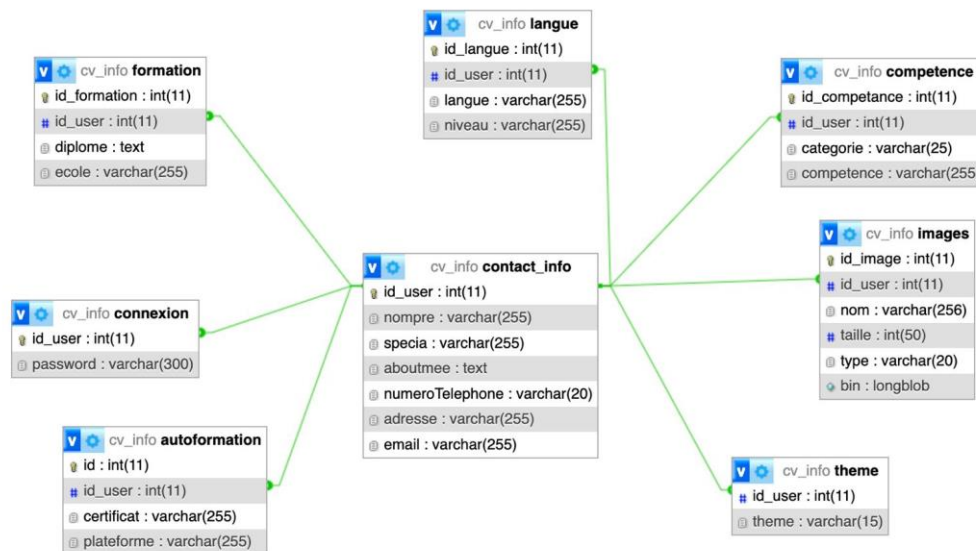 v cv_info langue
id_langue : int(11)
# id_user : int(11)
langue : varchar(255)
niveau : varchar(255)
v cv_info formation
id_formation : int(11)
# id_user : int(11)
diplome : text
ecole : varchar(255)
v cv_info competence
id_competance : int(11)
# id_user : int(11)
categorie : varchar(25)
competence : varchar(255
v cv_info images
id_image : int(11)
# id_user : int(11)
nom : varchar(256)
# taille : int(50)
type : varchar(20)
bin : longblob
v cv_info contact_info
id_user : int(11)
nompre : varchar(255)
specia : varchar(255)
aboutmee : text
numeroTelephone : varchar(20)
adresse : varchar(255)
email : varchar(255)
v cv_info connexion
id_user : int(11)
password : varchar(300)
v cv_info autoformation
id : int(11)
# id_user : int(11)
certificat : varchar(255)
plateforme : varchar(255)
v cv_info theme
# id_user : int(11)
theme : varchar(15)